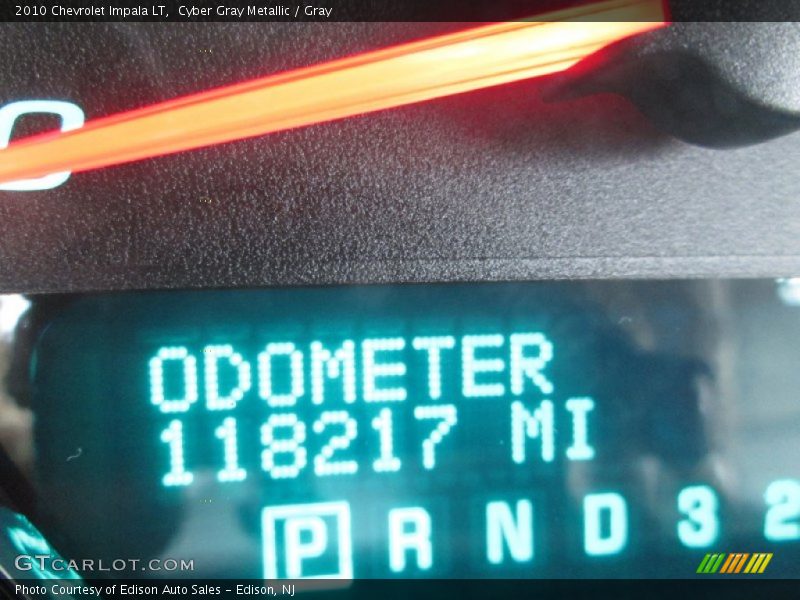 2010 Chevrolet Impala LT, Cyber Gray Metallic / Gray
0
ODOMETER
118217 MI
P R N D 3 2
GTCARLOT.COM
Photo Courtesy of Edison Auto Sales - Edison, NJ